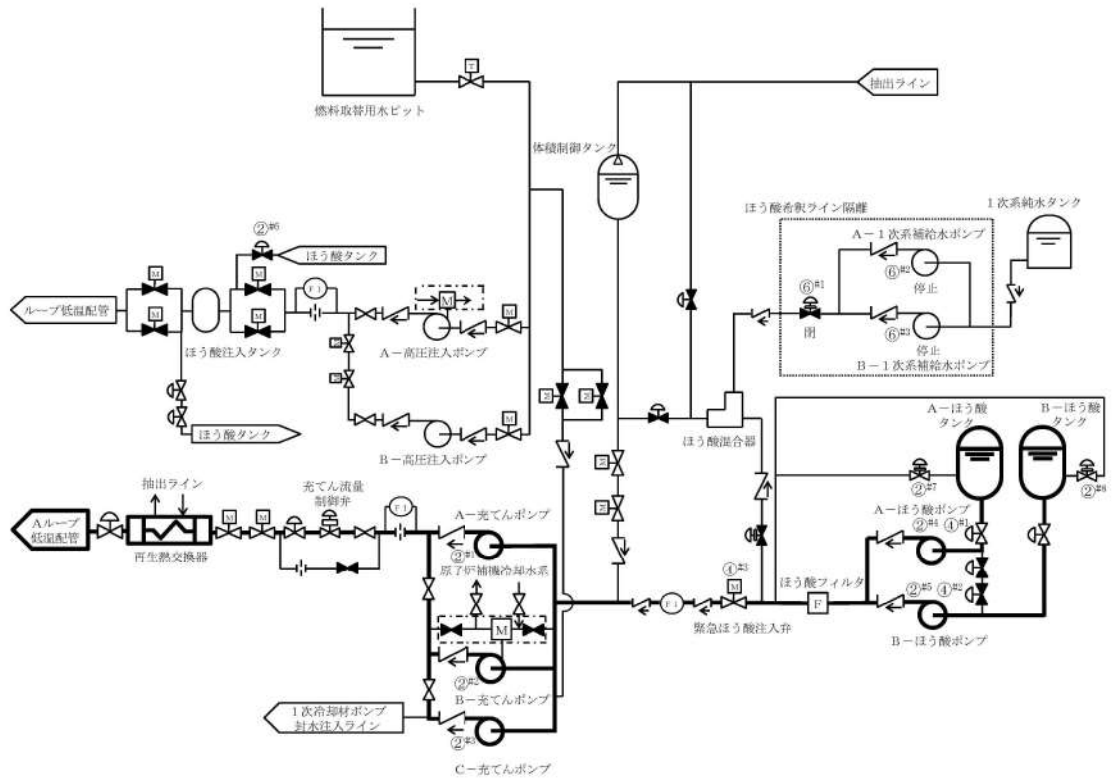 T
燃料取替用水ピット
抽出ライン
体積制御タンク
1次系純水タンク
ほう酸希釈ライン隔離
A-1次系補給水ポンプ
⑥#2
停止
⑥#1
閉
⑥#3
停止
B-1次系補給水ポンプ
②#6
ほう酸タンク
M
M
M
M
FI
M
M
ループ低温配管
ほう酸注入タンク
A-高圧注入ポンプ
M
M
M
B-高圧注入ポンプ
ほう酸タンク
M
M
ほう酸混合器
A-ほう酸
タンク
B-ほう酸
タンク
②#7
②#8
M
M
抽出ライン
充てん流量
制御弁
FI
A-充てんポンプ
②#1
Aループ
低温配管
再生熱交換器
M
M
原子炉補機冷却水系
M
②#2
B-充てんポンプ
1次冷却材ポンプ
封水注入ライン
②#3
C-充てんポンプ
FI
④#3
M
緊急ほう酸注入弁
ほう酸フィルタ
F
A-ほう酸ポンプ
②#4
④#1
②#5
④#2
B-ほう酸ポンプ